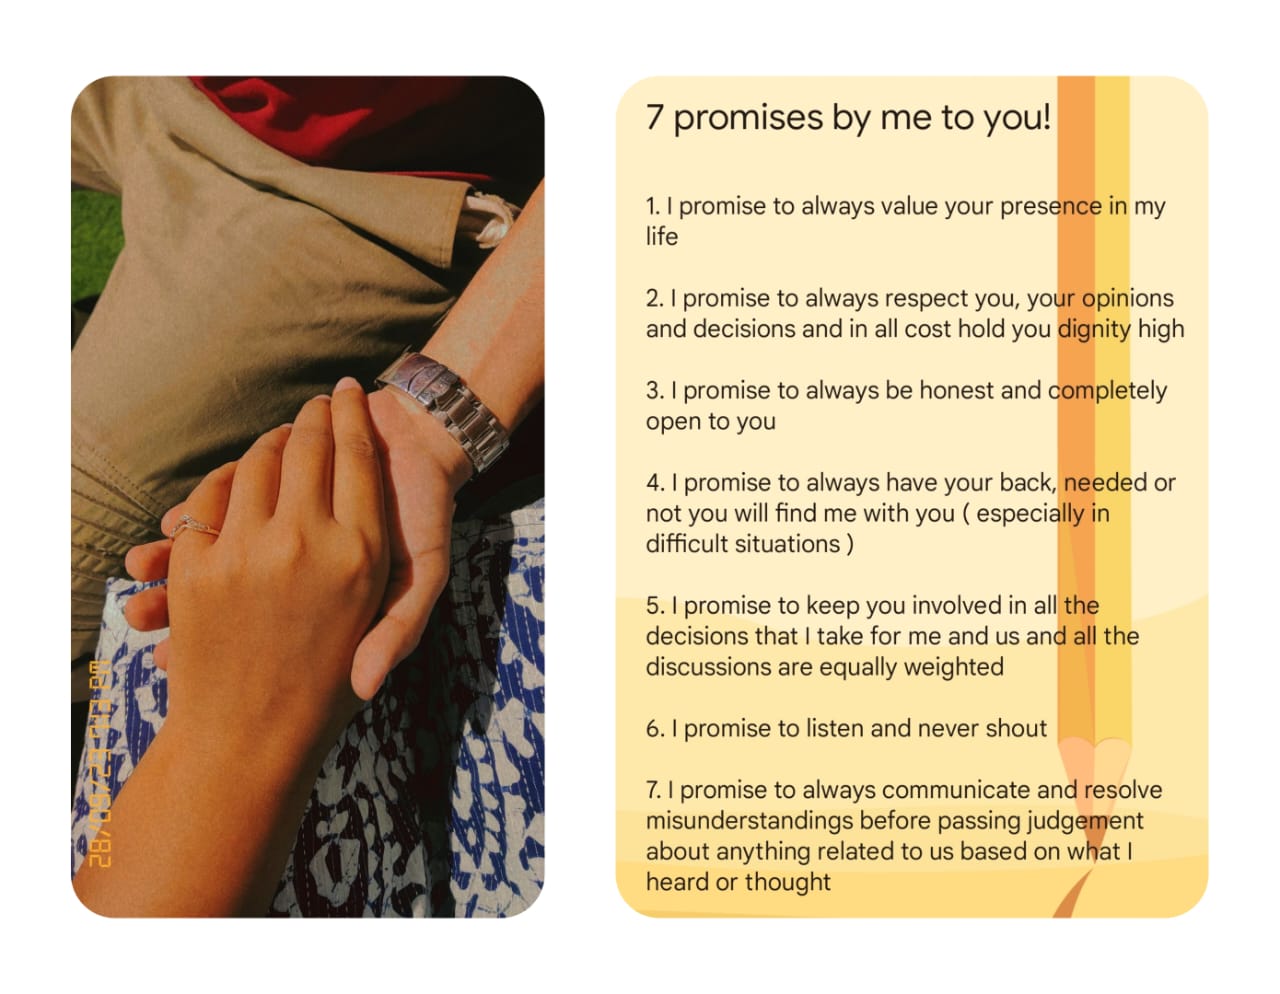 7 promises by me to you!
1. I promise to always value your presence in my
life
2. I promise to always respect you, your opinions
and decisions and in all cost hold you dignity high
3. I promise to always be honest and completely
open to you
4. I promise to always have your back, needed or
not you will find me with you ( especially in
difficult situations )
5. I promise to keep you involved in all the
decisions that I take for me and us and all the
discussions are equally weighted
6. I promise to listen and never shout
7. I promise to always communicate and resolve
misunderstandings before passing judgement
about anything related to us based on what I
heard or thought
28/09/23